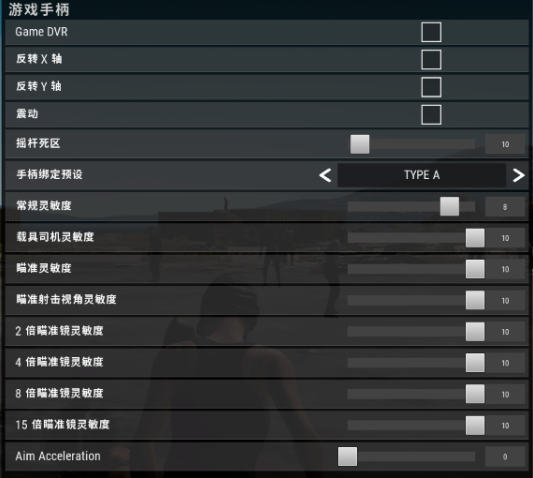 游戏手柄
Game DVR
反转 X 轴
反转 Y 轴
震动
摇杆死区 10
手柄绑定预设 < TYPE A >
常规灵敏度 8
载具司机灵敏度 10
瞄准灵敏度 10
瞄准射击视角灵敏度 10
2 倍瞄准镜灵敏度 10
4 倍瞄准镜灵敏度 10
8 倍瞄准镜灵敏度 10
15 倍瞄准镜灵敏度 10
Aim Acceleration 0